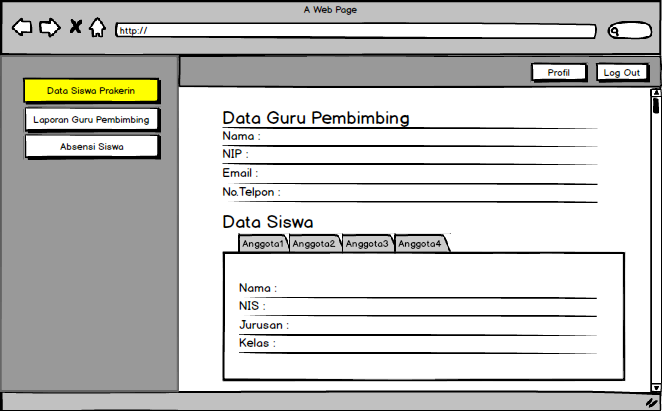 A Web Page
http://
Profil
Log Out
Data Siswa Prakerin
Laporan Guru Pembimbing
Absensi Siswa
Data Guru Pembimbing
Nama :
NIP :
Email :
No.Telpon :
Data Siswa
Anggota1 Anggota2 Anggota3 Anggota4
Nama :
NIS :
Jurusan :
Kelas :